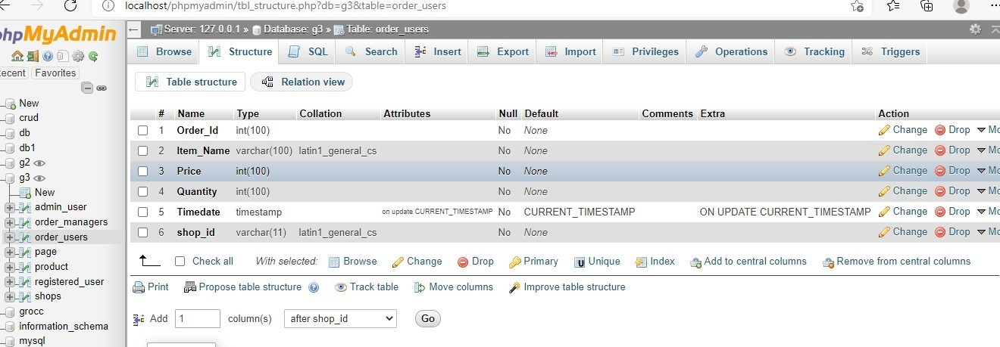 localhost/phpmyadmin/tbl_structure.php?db=g3&table=order_users
phpMyAdmin
Recent Favorites
New
crud
db
db1
g2
g3
New
admin_user
order_managers
order_users
page
product
registered_user
shops
grocc
information_schema
mysql
Server: 127.0.0.1 » Database: g3 » Table: order_users
Browse Structure SQL Search Insert Export Import Privileges Operations Tracking Triggers
Table structure Relation view
# Name Type Collation Attributes Null Default Comments Extra Action
1 Order_Id int(100) No None Change Drop Mo
2 Item_Name varchar(100) latin1_general_cs No None Change Drop Mo
3 Price int(100) No None Change Drop Mo
4 Quantity int(100) No None Change Drop Mo
5 Timedate timestamp on update CURRENT_TIMESTAMP No CURRENT_TIMESTAMP ON UPDATE CURRENT_TIMESTAMP Change Drop Mo
6 shop_id varchar(11) latin1_general_cs No None Change Drop Mo
Check all With selected: Browse Change Drop Primary Unique Index Add to central columns Remove from central columns
Print Propose table structure Track table Move columns Improve table structure
Add 1 column(s) after shop_id Go